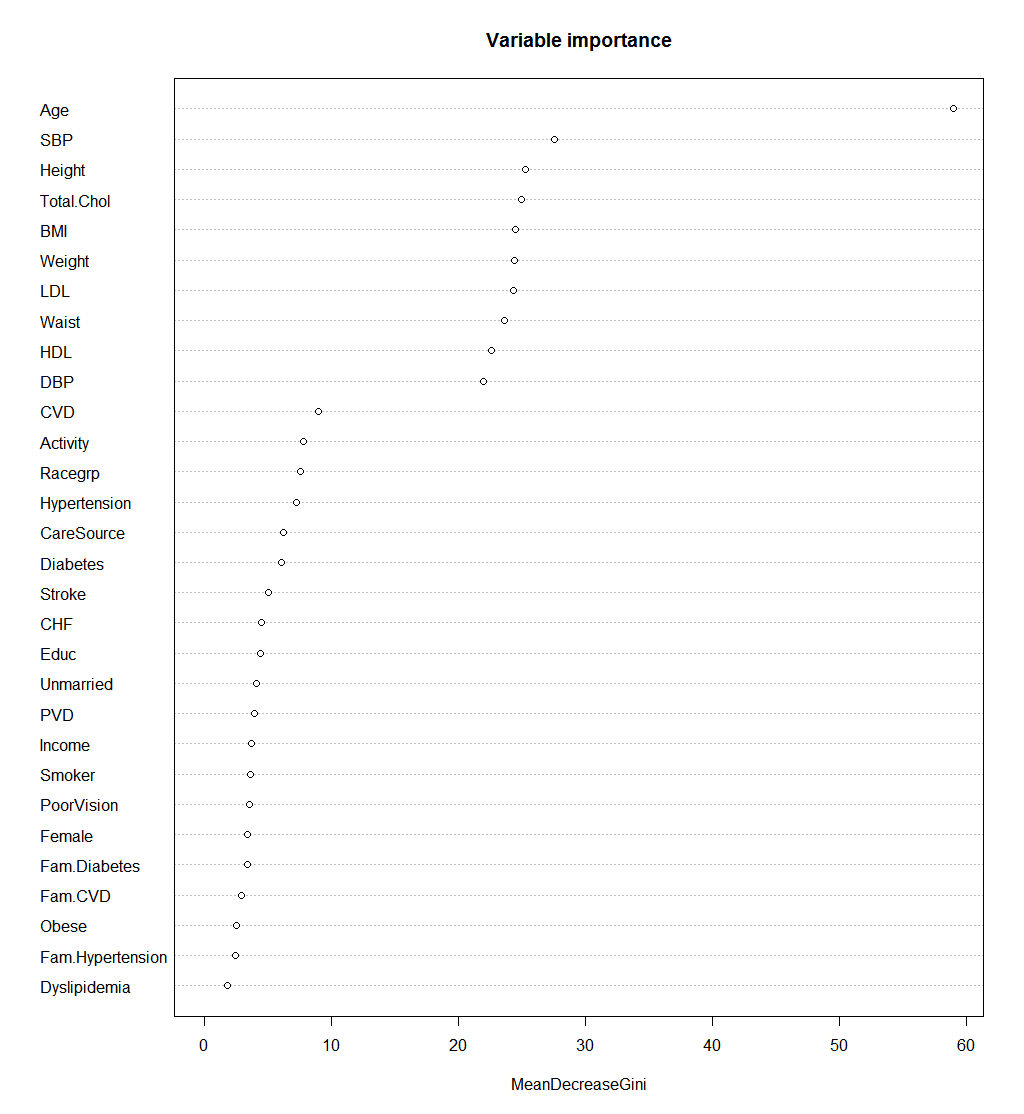 Variable importance
Age
SBP
Height
Total.Chol
BMI
Weight
LDL
Waist
HDL
DBP
CVD
Activity
Racegrp
Hypertension
CareSource
Diabetes
Stroke
CHF
Educ
Unmarried
PVD
Income
Smoker
PoorVision
Female
Fam.Diabetes
Fam.CVD
Obese
Fam.Hypertension
Dyslipidemia
0 10 20 30 40 50 60
MeanDecreaseGini